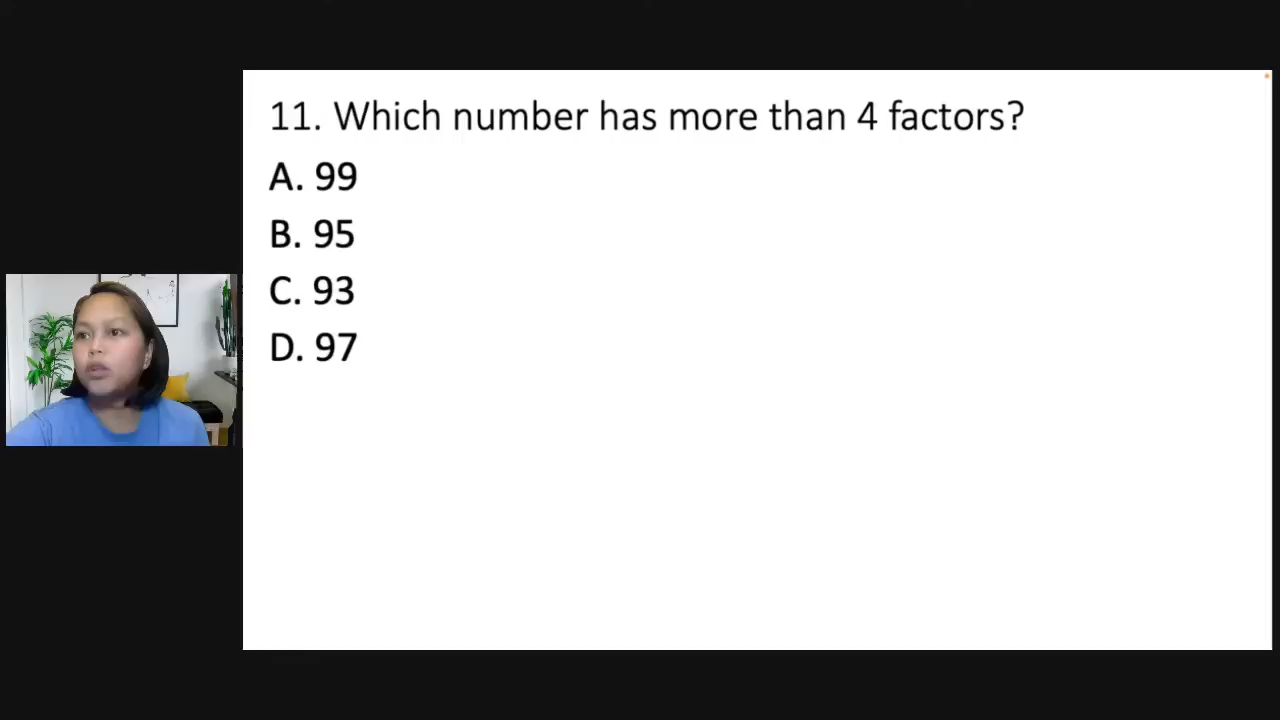 11. Which number has more than 4 factors?
A. 99
B. 95
C. 93
D. 97